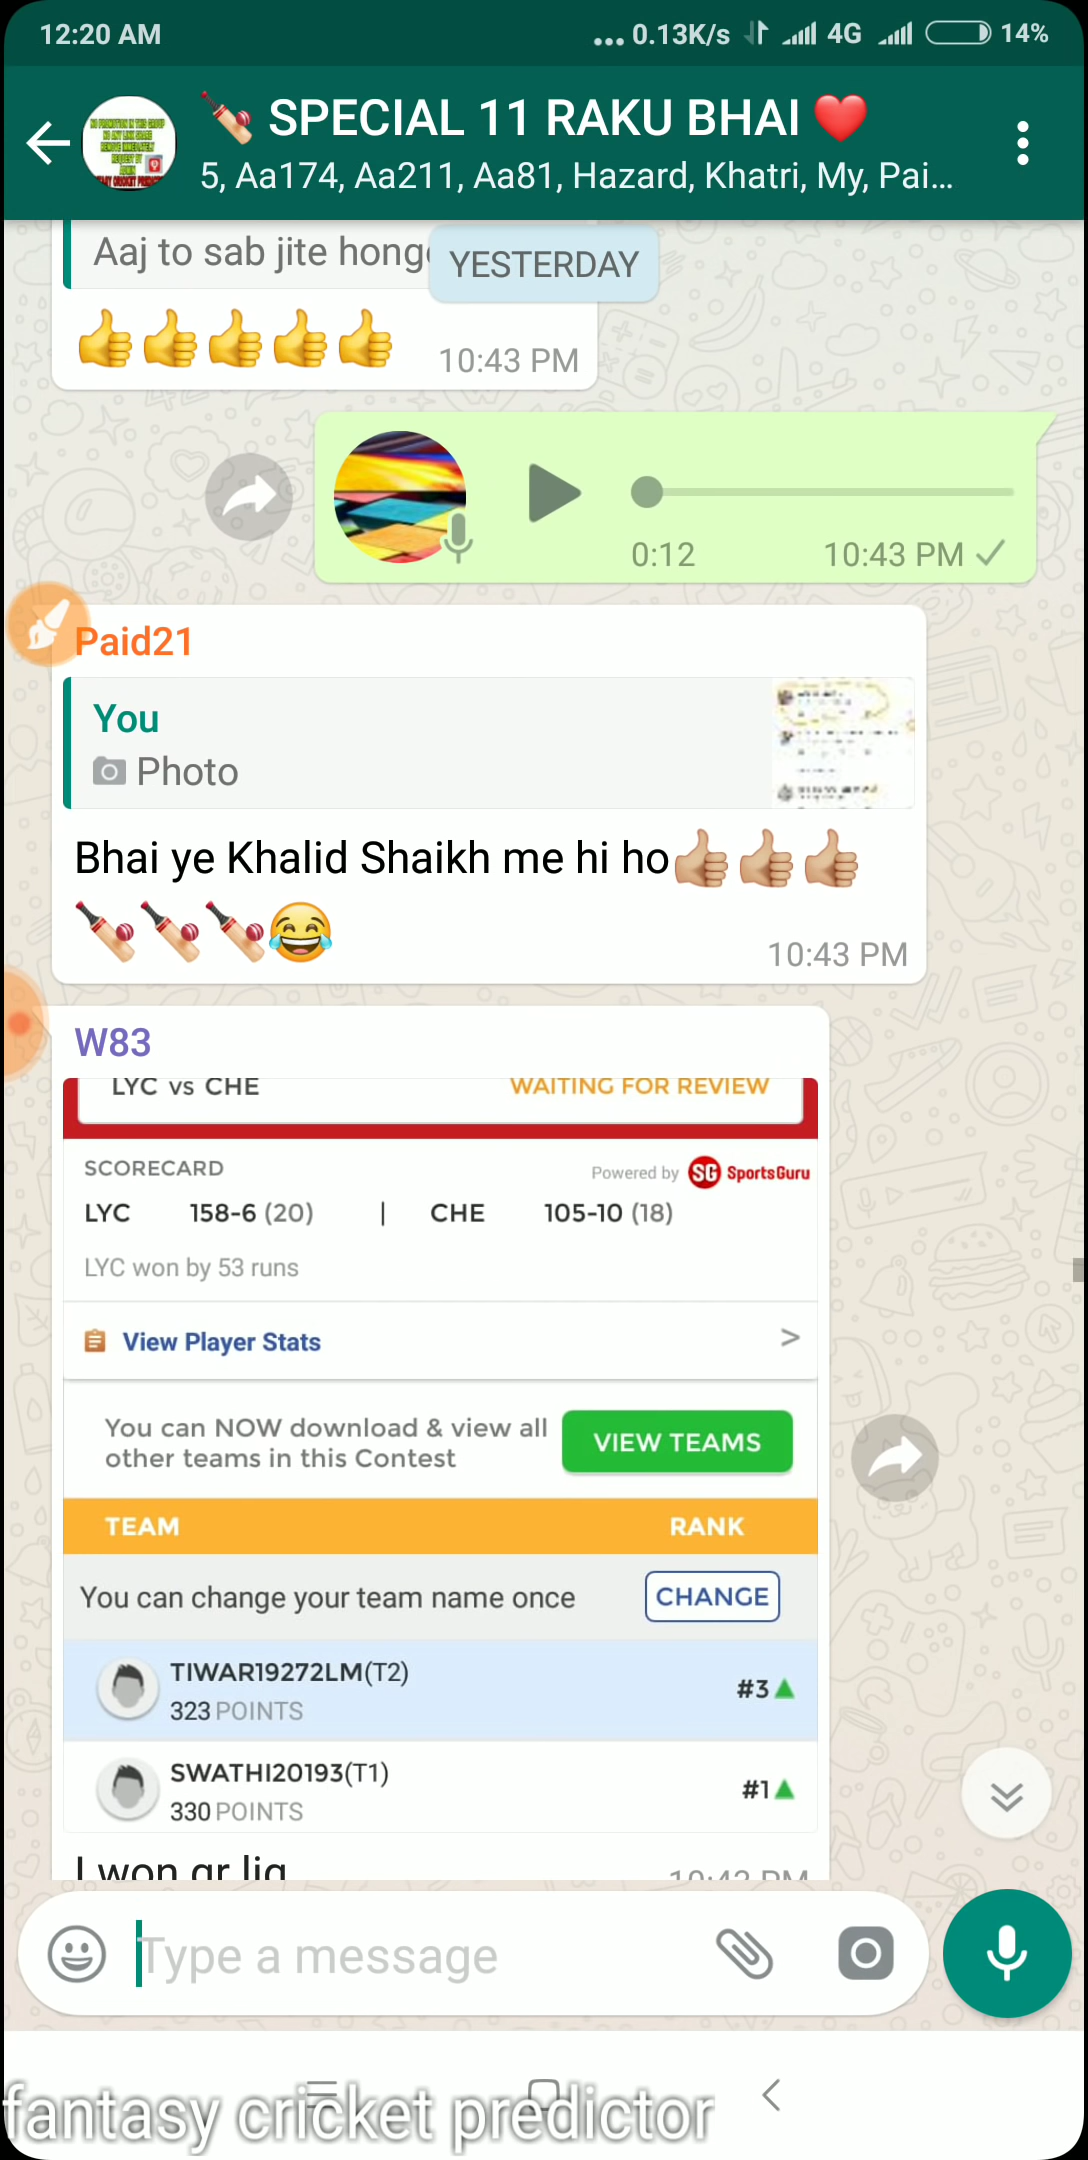 12:20 AM
... 0.13K/s 4G 14%
SPECIAL 11 RAKU BHAI
5, Aa174, Aa211, Aa81, Hazard, Khatri, My, Pai...
YESTERDAY
Aaj to sab jite
10:43 PM
0:12 10:43 PM
Paid21
You
Photo
Bhai ye Khalid Shaikh me hi ho👍🏼👍🏼👍🏼
🏏🏏🏏😂
10:43 PM
W83
LYC vs CHE WAITING FOR REVIEW
SCORECARD Powered by SG SportsGuru
LYC 158-6 (20) | CHE 105-10 (18)
LYC won by 53 runs
View Player Stats >
You can NOW download & view all
other teams in this Contest
VIEW TEAMS
TEAM RANK
You can change your team name once CHANGE
TIWAR19272LM(T2)
323 POINTS
#3
SWATHI20193(T1)
330 POINTS
#1
I won gr lig
Type a message
fantasy cricket predictor